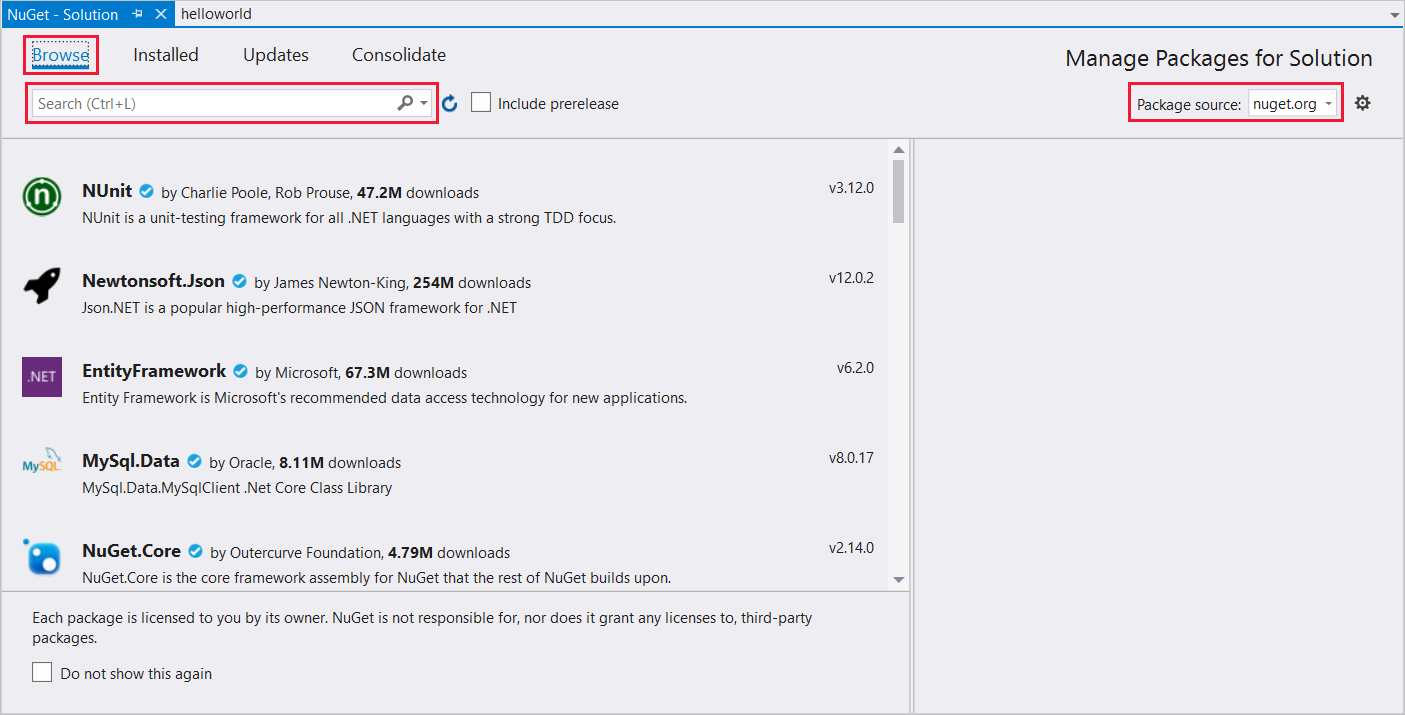 NuGet - Solution helloworld
Browse Installed Updates Consolidate
Manage Packages for Solution
Search (Ctrl+L) Include prerelease
Package source: nuget.org
NUnit by Charlie Poole, Rob Prouse, 47.2M downloads v3.12.0
NUnit is a unit-testing framework for all .NET languages with a strong TDD focus.
Newtonsoft.Json by James Newton-King, 254M downloads v12.0.2
Json.NET is a popular high-performance JSON framework for .NET
.NET
EntityFramework by Microsoft, 67.3M downloads v6.2.0
Entity Framework is Microsoft's recommended data access technology for new applications.
MySQL
MySql.Data by Oracle, 8.11M downloads v8.0.17
MySql.Data.MySqlClient .Net Core Class Library
NuGet.Core by Outercurve Foundation, 4.79M downloads v2.14.0
NuGet.Core is the core framework assembly for NuGet that the rest of NuGet builds upon.
Each package is licensed to you by its owner. NuGet is not responsible for, nor does it grant any licenses to, third-party
packages.
Do not show this again